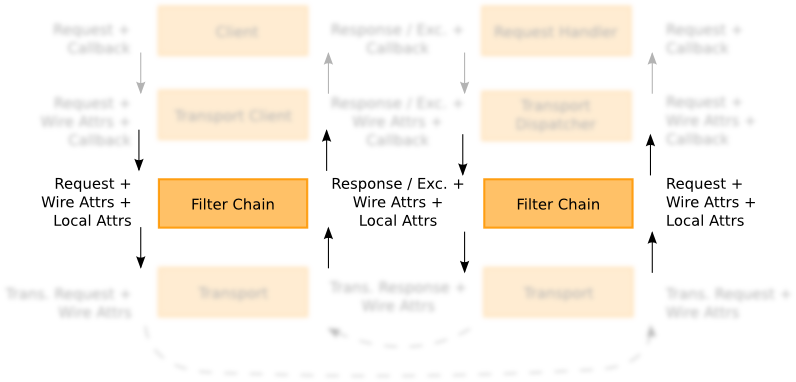 Request +
Callback
Client
Response / Exc. +
Callback
Request Handler
Request +
Callback
Request +
Wire Attrs +
Callback
Transport Client
Response / Exc. +
Wire Attrs +
Callback
Transport
Dispatcher
Request +
Wire Attrs +
Callback
Request +
Wire Attrs +
Local Attrs
Filter Chain
Response / Exc. +
Wire Attrs +
Local Attrs
Filter Chain
Request +
Wire Attrs +
Local Attrs
Trans. Request +
Wire Attrs
Transport
Trans. Response +
Wire Attrs
Transport
Trans. Request +
Wire Attrs